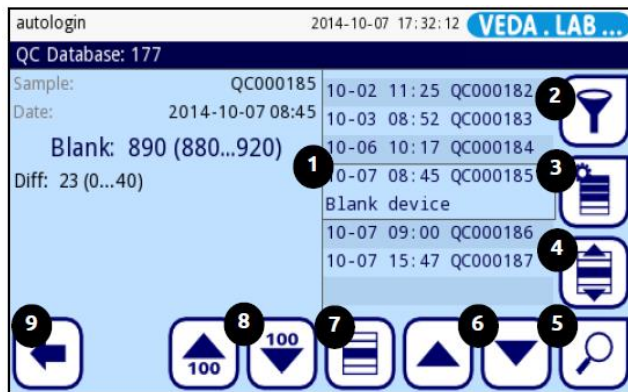 autologin 2014-10-07 17:32:12 VEDA . LAB ...
QC Database: 177
Sample: QC000185
Date: 2014-10-07 08:45
Blank: 890 (880...920)
Diff: 23 (0...40)
1
10-02 11:25 QC000182
10-03 08:52 QC000183
10-06 10:17 QC000184
10-07 08:45 QC000185
Blank device
10-07 09:00 QC000186
10-07 15:47 QC000187
2
3
4
9
8
7
6
5
100
100